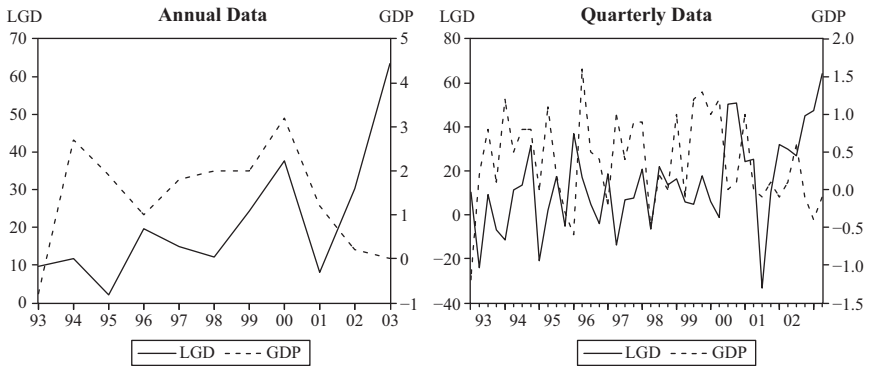 LGD Annual Data GDP
70 5
60 4
50 3
40 2
30 1
20 0
10 −1
0
93 94 95 96 97 98 99 00 01 02 03
LGD GDP
LGD Quarterly Data GDP
80 2.0
60 1.5
40 1.0
20 0.5
0 0.0
−20 −0.5
−40 −1.0
−1.5
93 94 95 96 97 98 99 00 01 02
LGD GDP